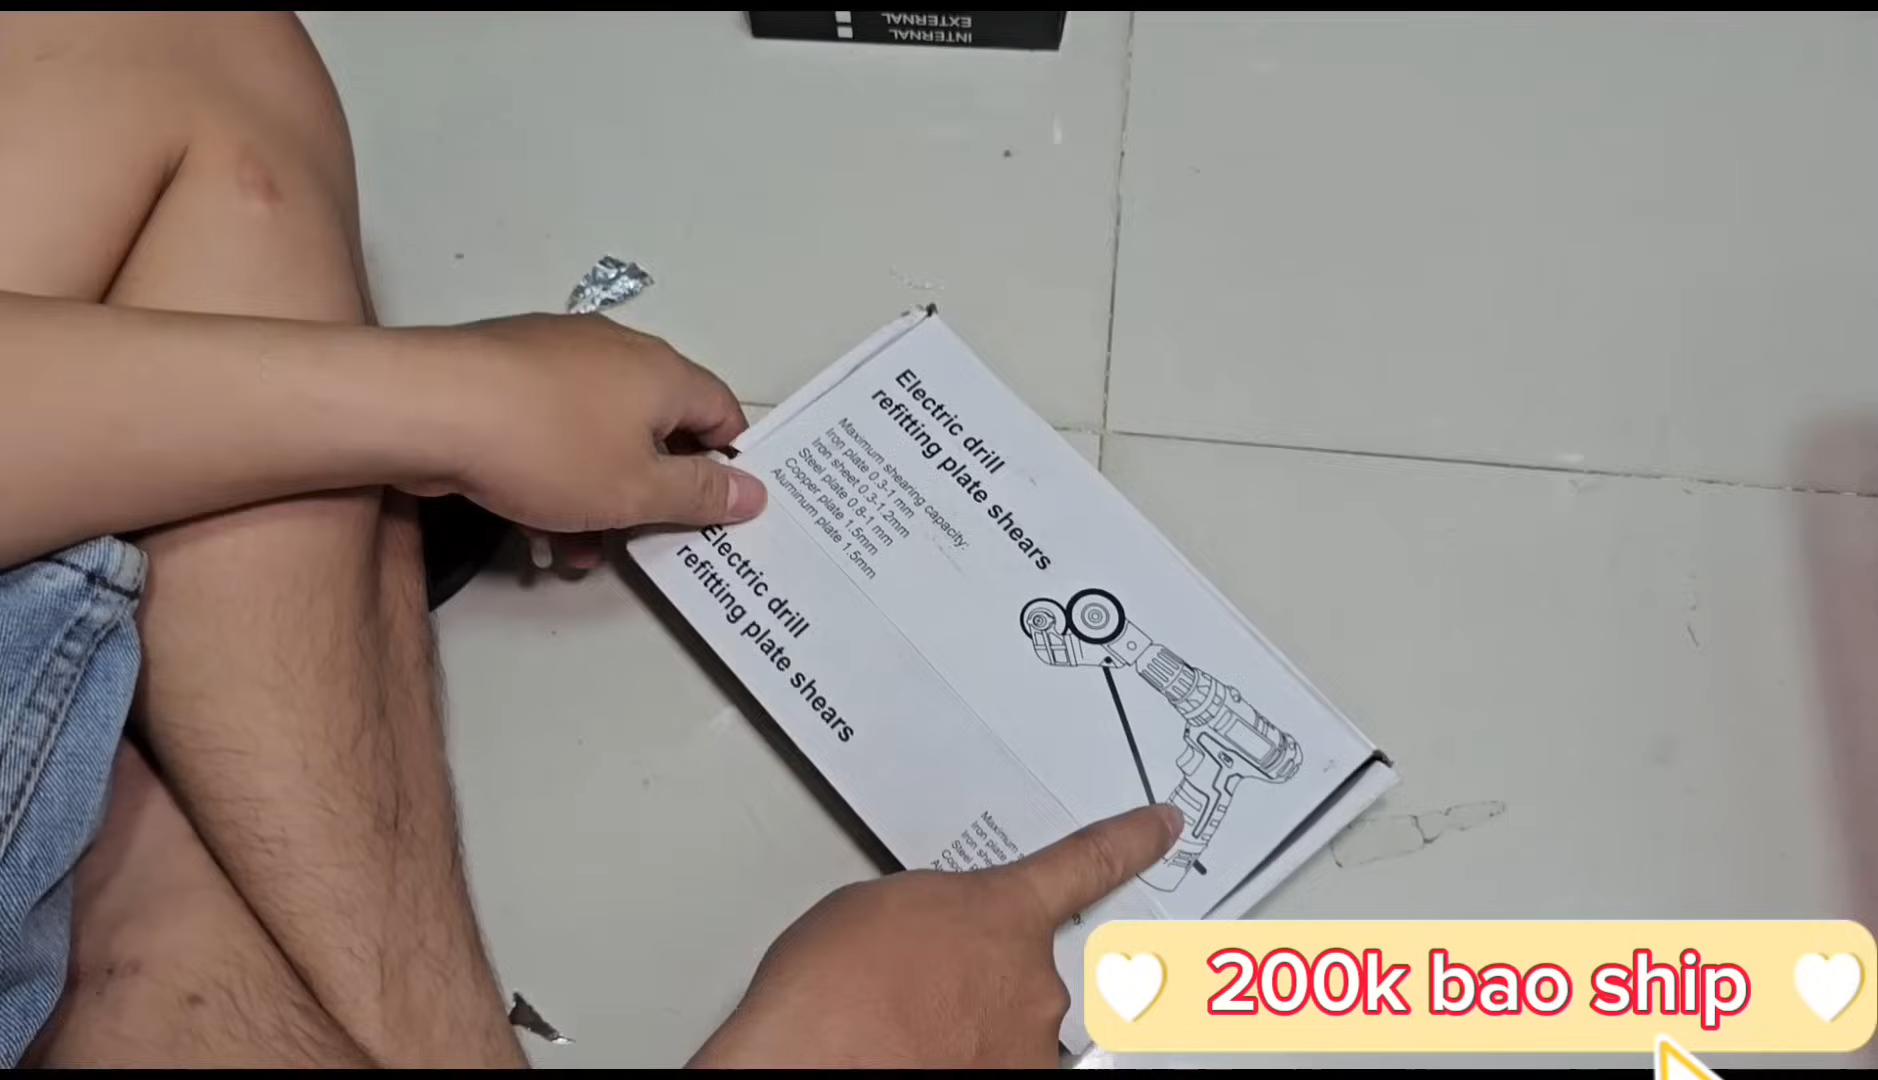 INTERNAL
EXTERNAL
Electric drill
refitting plate shears
Maximum shearing capacity:
Iron plate 0.3-1 mm
Iron sheet 0.3-1.2mm
Steel plate 0.8-1 mm
Copper plate 1.5mm
Aluminum plate 1.5mm
Electric drill
refitting plate shears
Maximum
Iron plate
Iron
Steel
200k bao ship